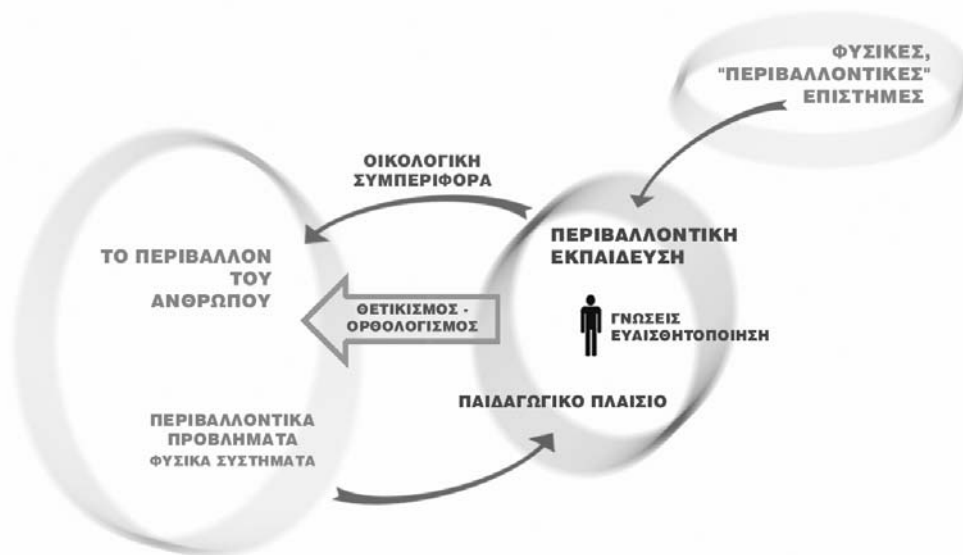 ΦΥΣΙΚΕΣ,
"ΠΕΡΙΒΑΛΛΟΝΤΙΚΕΣ"
ΕΠΙΣΤΗΜΕΣ
ΟΙΚΟΛΟΓΙΚΗ
ΣΥΜΠΕΡΙΦΟΡΑ
ΠΕΡΙΒΑΛΛΟΝΤΙΚΗ
ΕΚΠΑΙΔΕΥΣΗ
ΤΟ ΠΕΡΙΒΑΛΛΟΝ
ΤΟΥ
ΑΝΘΡΩΠΟΥ
ΘΕΤΙΚΙΣΜΟΣ -
ΟΡΘΟΛΟΓΙΣΜΟΣ
ΓΝΩΣΕΙΣ
ΕΥΑΙΣΘΗΤΟΠΟΙΗΣΗ
ΠΑΙΔΑΓΩΓΙΚΟ ΠΛΑΙΣΙΟ
ΠΕΡΙΒΑΛΛΟΝΤΙΚΑ
ΠΡΟΒΛΗΜΑΤΑ
ΦΥΣΙΚΑ ΣΥΣΤΗΜΑΤΑ